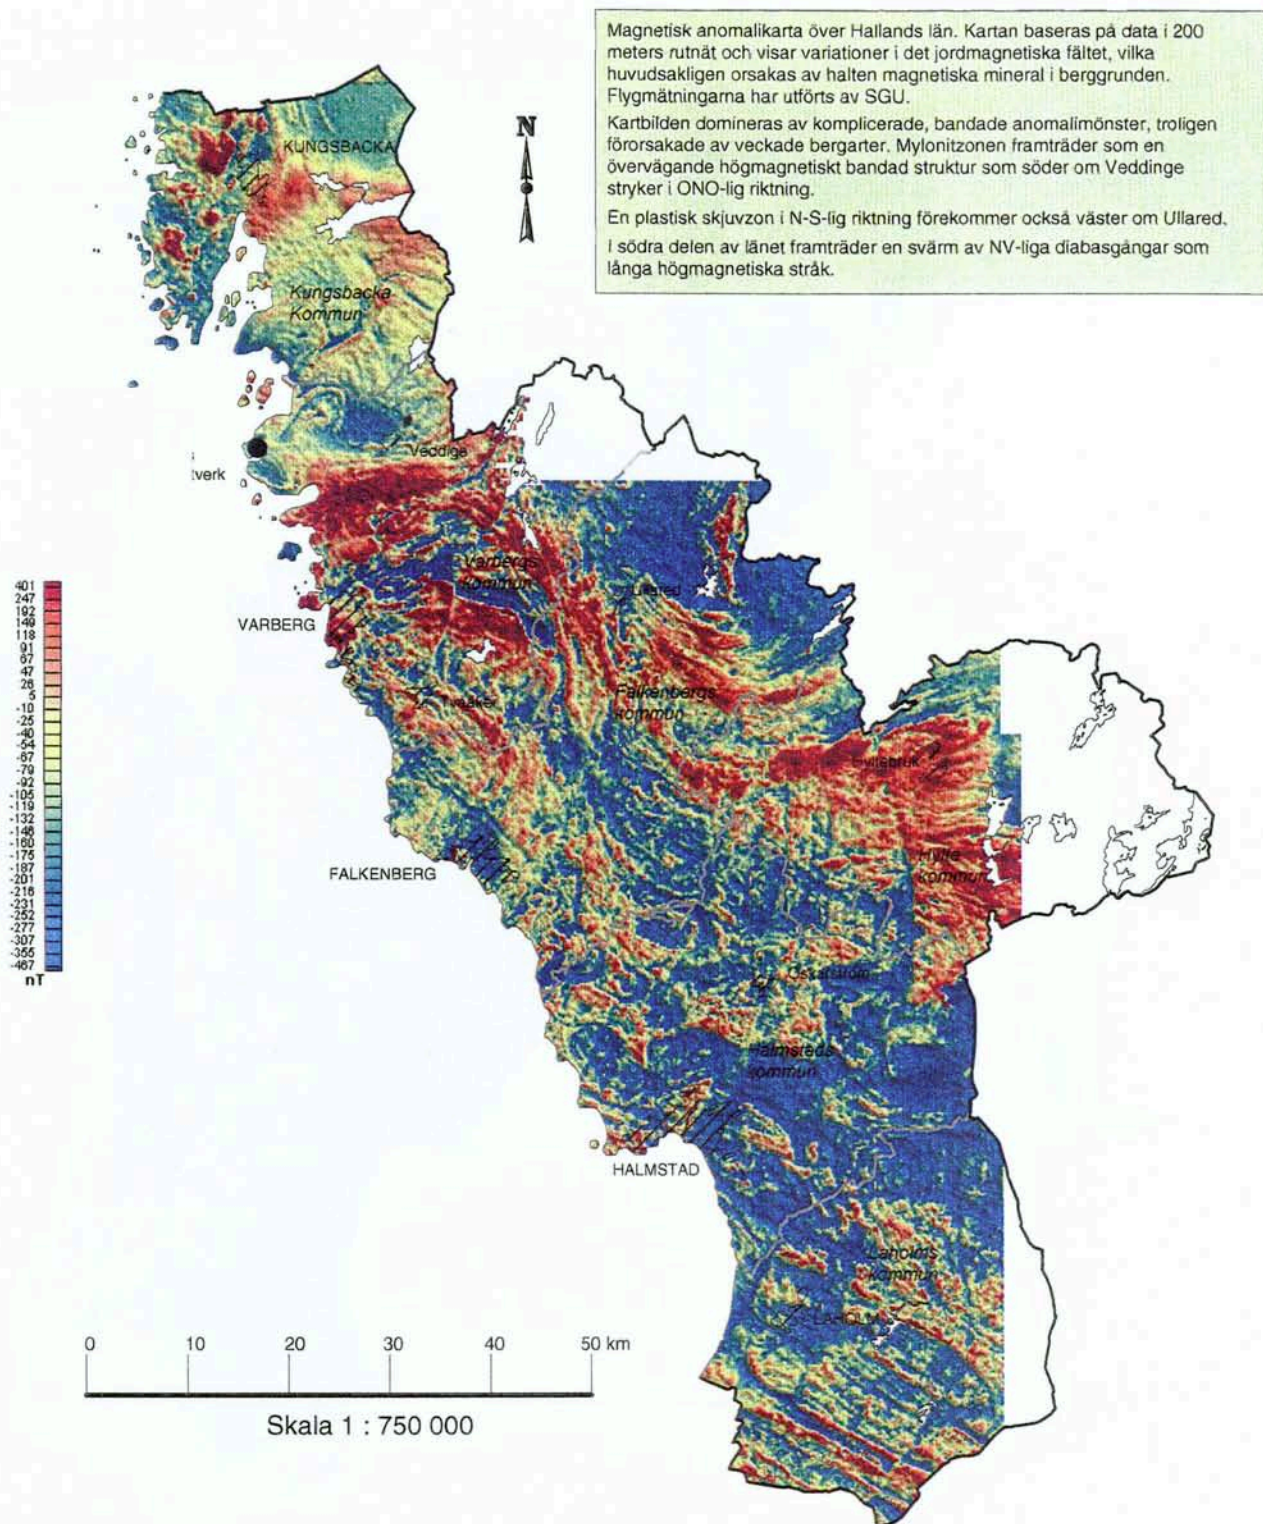 Magnetisk anomalikarta över Hallands län. Kartan baseras på data i 200
meters rutnät och visar variationer i det jordmagnetiska fältet, vilka
huvudsakligen orsakas av halten magnetiska mineral i berggrunden.
Flygmätningarna har utförts av SGU.
Kartbilden domineras av komplicerade, bandade anomalimönster, troligen
förorsakade av veckade bergarter. Mylonitzonen framträder som en
övervägande högmagnetiskt bandad struktur som söder om Veddinge
stryker i ONO-lig riktning.
En plastisk skjuvzon i N-S-lig riktning förekommer också väster om Ullared.
I södra delen av länet framträder en svärm av NV-liga diabasgångar som
långa högmagnetiska stråk.
N
KUNGSBACKA
Kungsbacka
Kommun
Veddige
verk
Varbergs
kommun
Ullared
VARBERG
Tvååker
Falkenbergs
kommun
Hyltebruk
FALKENBERG
Hylte
kommun
Oskarström
Halmstads
kommun
HALMSTAD
Laholms
kommun
LAHOLM
401
247
192
149
118
91
67
47
26
5
-10
-25
-40
-54
-67
-79
-92
-105
-119
-132
-146
-160
-175
-187
-201
-216
-231
-252
-277
-307
-355
-467
nT
0 10 20 30 40 50 km
Skala 1 : 750 000